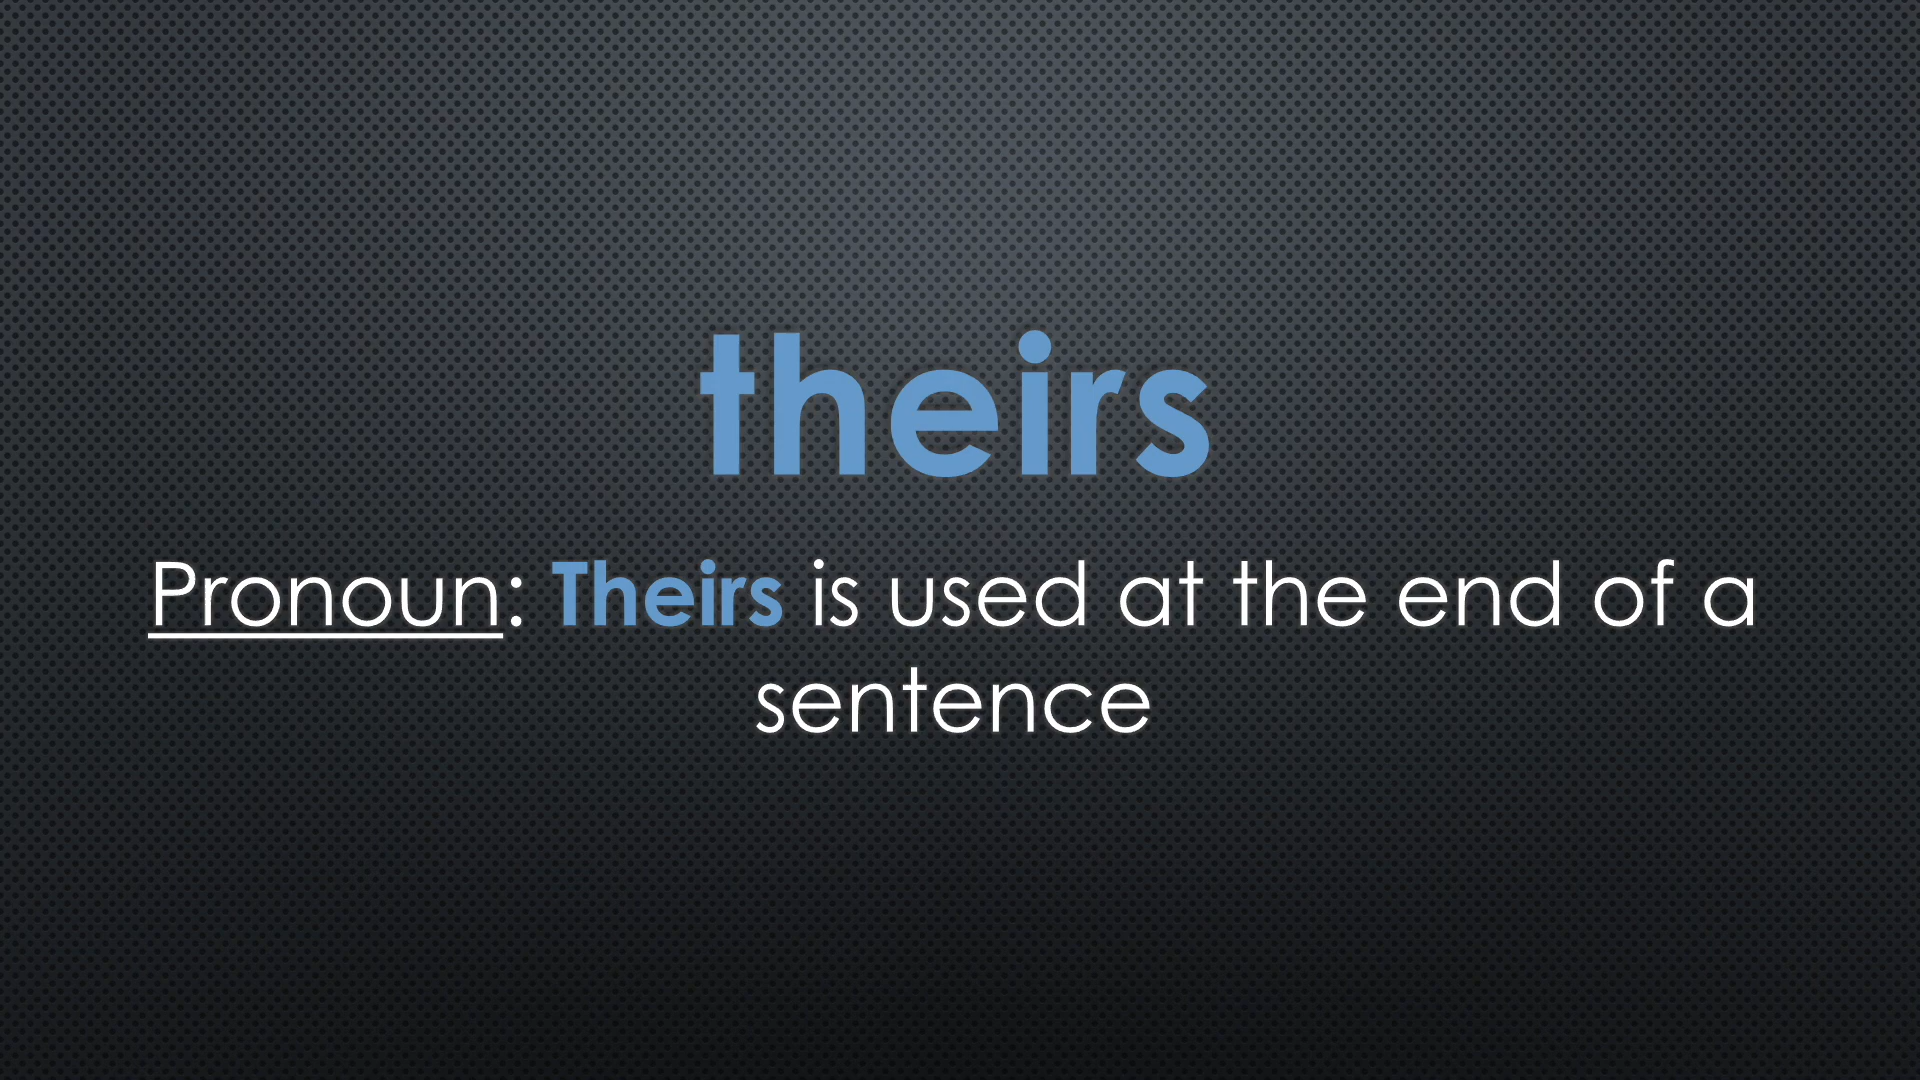 theirs
Pronoun: Theirs is used at the end of a
sentence